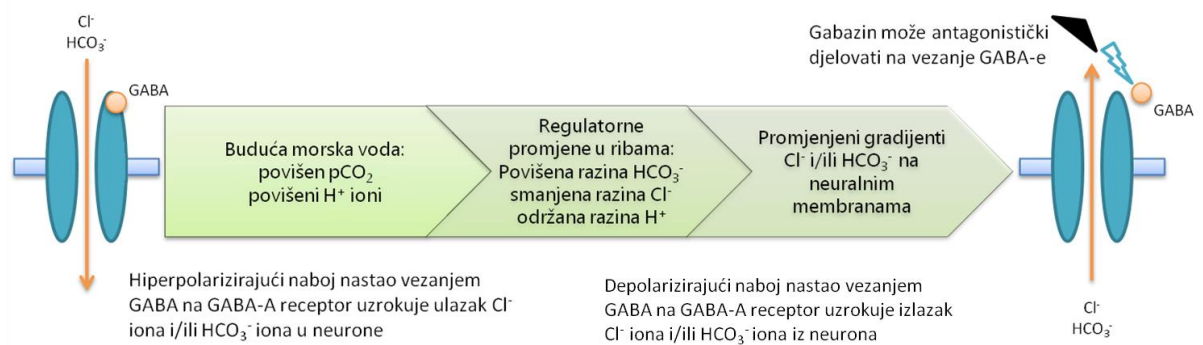 Cl⁻
HCO₃⁻
GABA
Buduća morska voda:
povišen pCO₂
povišeni H⁺ ioni
Regulatorne
promjene u ribama:
Povišena razina HCO₃⁻
smanjena razina Cl⁻
održana razina H⁺
Promjenjeni gradijenti
Cl⁻ i/ili HCO₃⁻ na
neuralnim
membranama
Gabazin može antagonistički
djelovati na vezanje GABA-e
GABA
Cl⁻
HCO₃⁻
Hiperpolarizirajući naboj nastao vezanjem
GABA na GABA-A receptor uzrokuje ulazak Cl⁻
iona i/ili HCO₃⁻ iona u neurone
Depolarizirajući naboj nastao vezanjem
GABA na GABA-A receptor uzrokuje izlazak
Cl⁻ iona i/ili HCO₃⁻ iona iz neurona